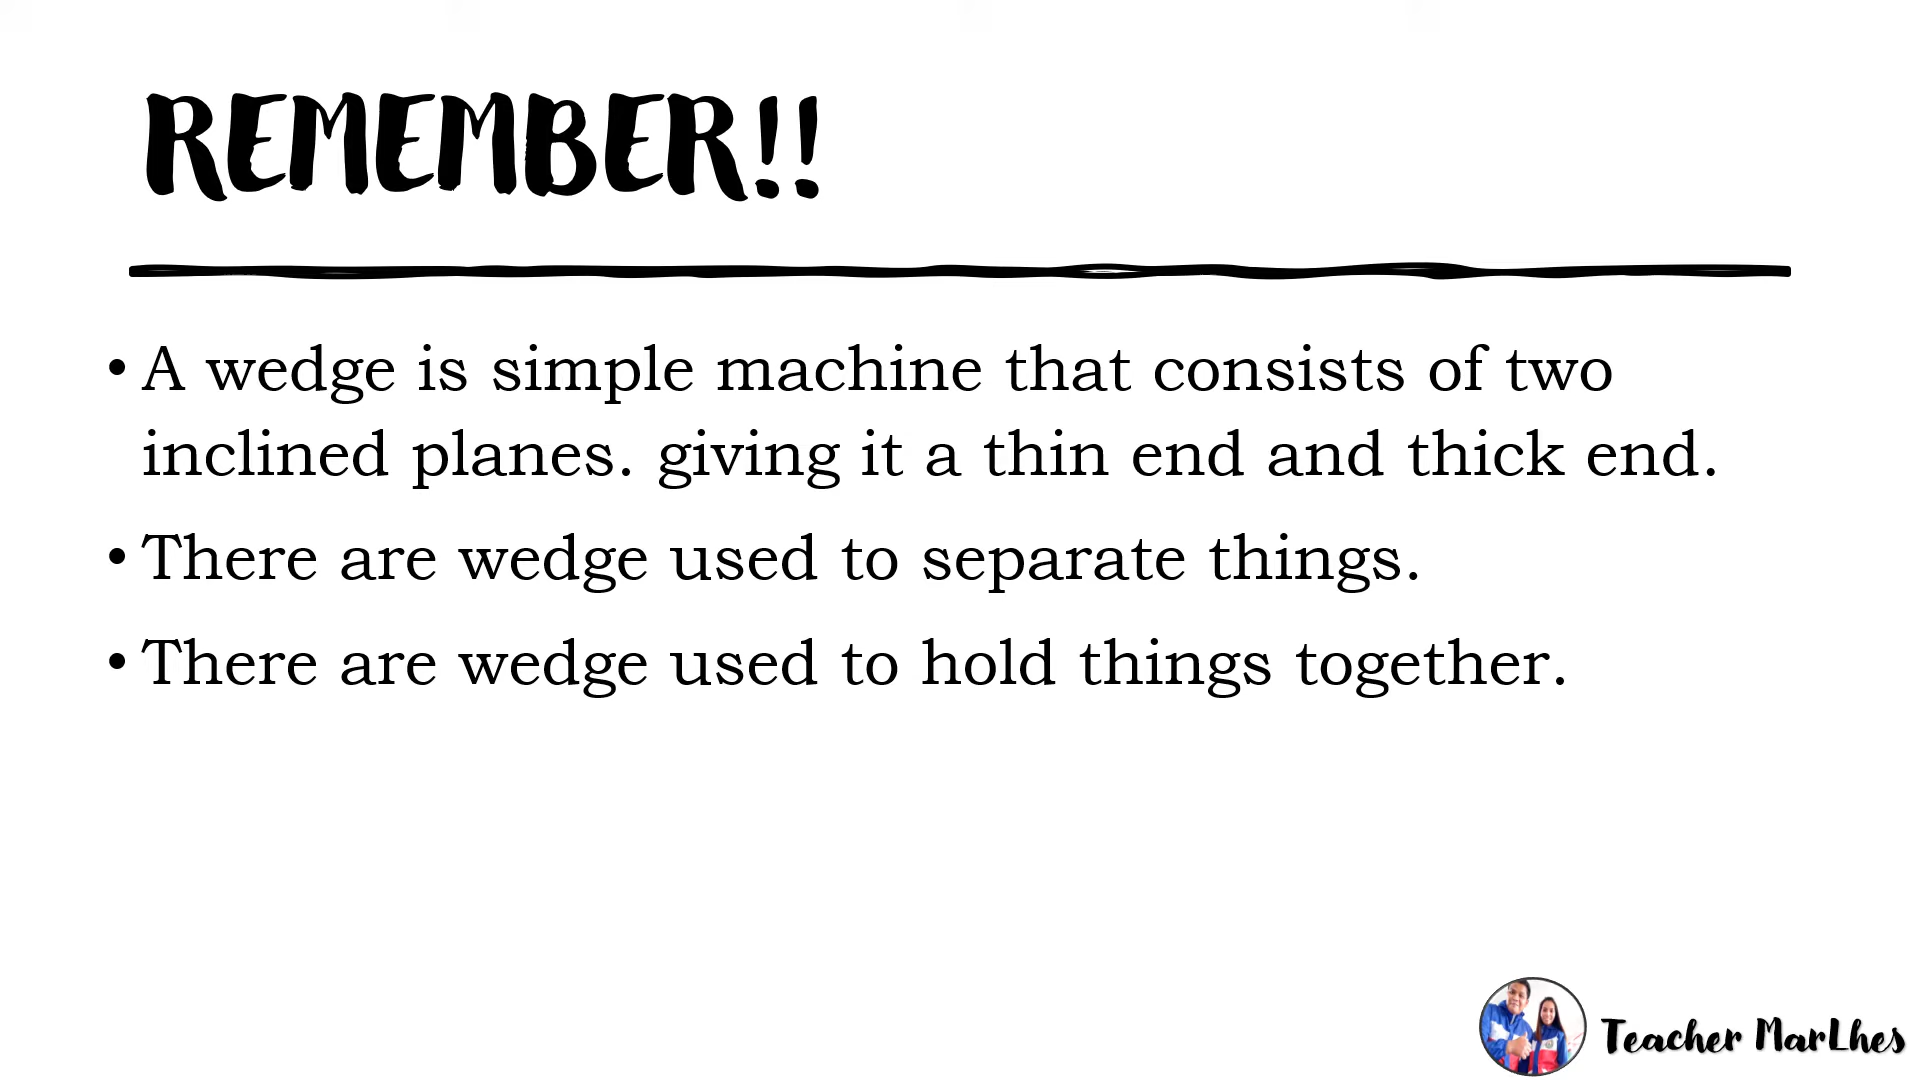 REMEMBER!!
• A wedge is simple machine that consists of two
inclined planes. giving it a thin end and thick end.
• There are wedge used to separate things.
• There are wedge used to hold things together.
Teacher MarLhes